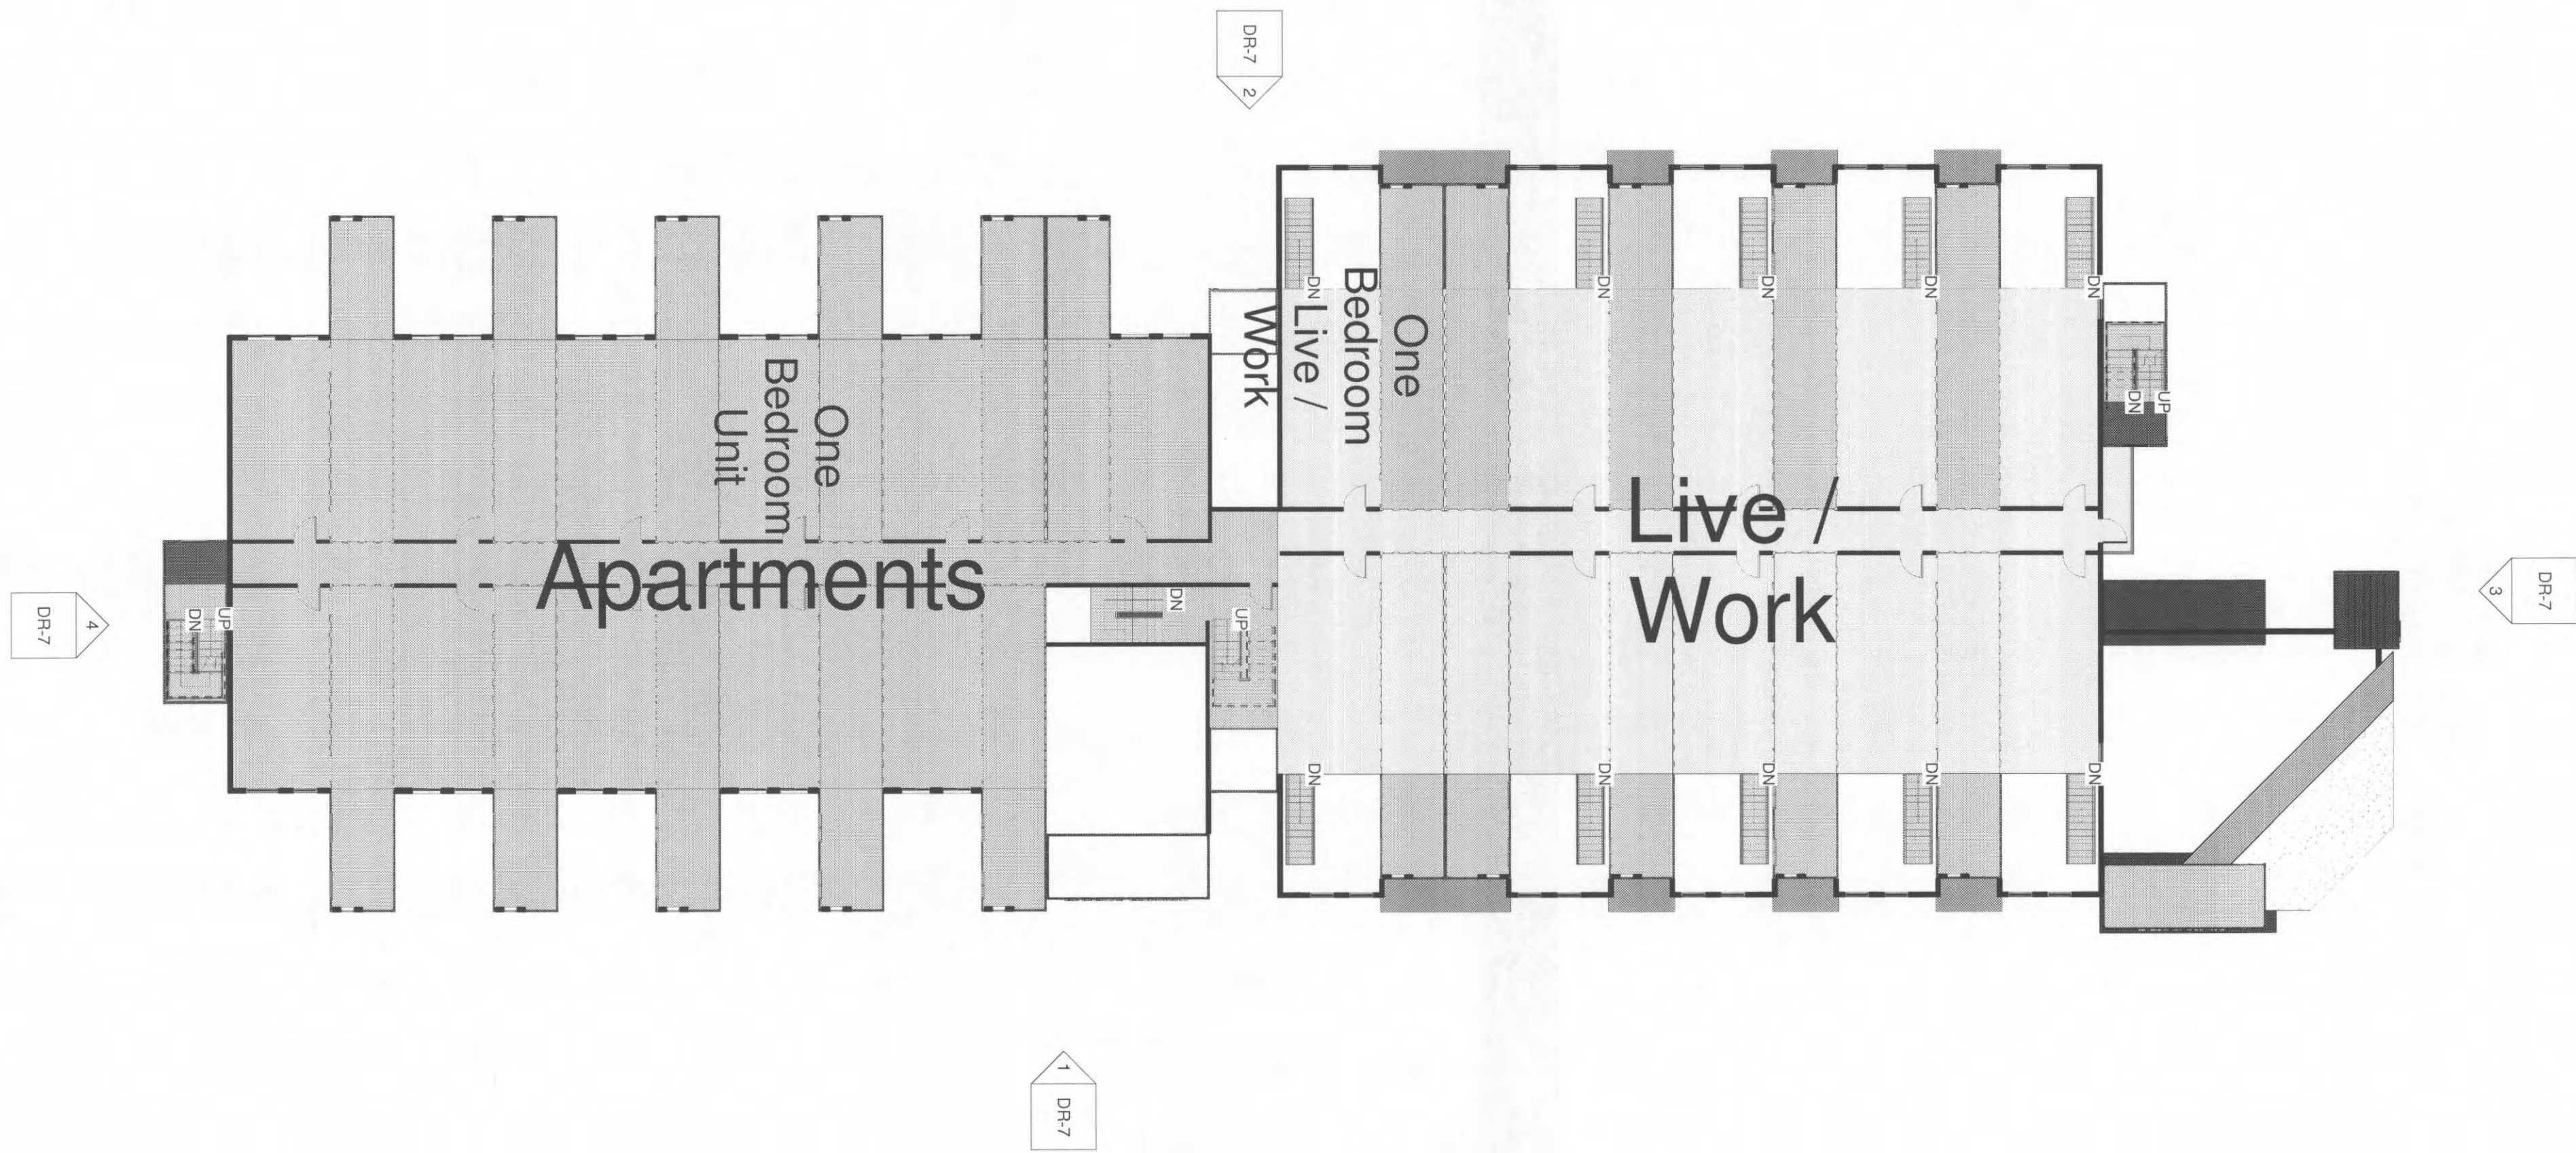 DR-7
2
DN
DN
DN
DN
DN
One
Bedroom
Live /
Work
UP
DN
One
Bedroom
Unit
Live /
Work
Apartments
DR-7
3
DR-7
4
UP
DN
DN
UP
DN
DN
DN
DN
DN
1
DR-7